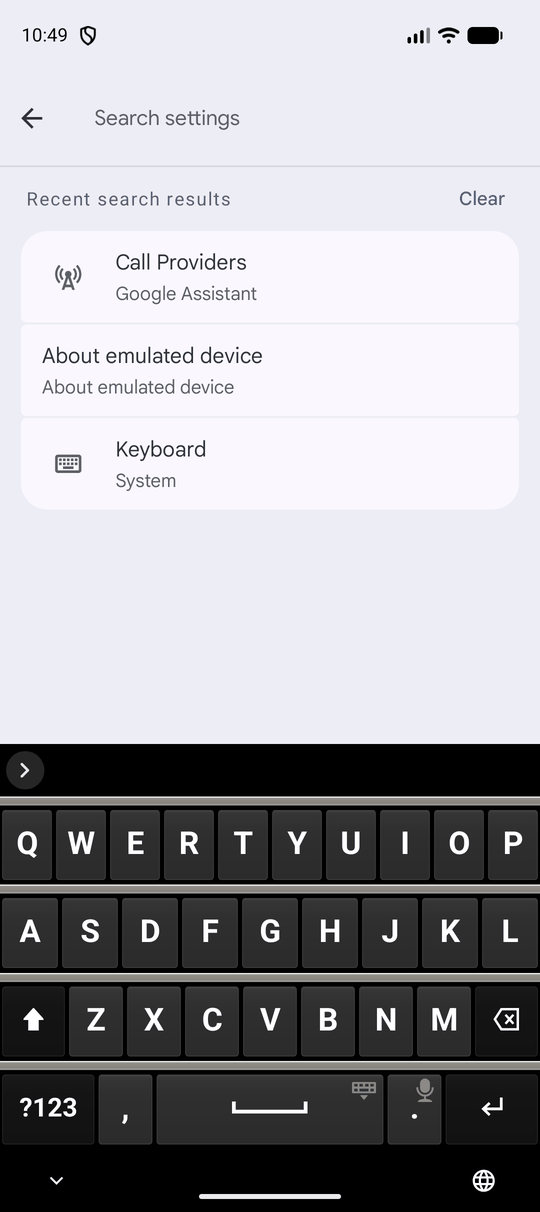 10:49
Search settings
Recent search results
Clear
Call Providers
Google Assistant
About emulated device
About emulated device
Keyboard
System
Q W E R T Y U I O P
A S D F G H J K L
Z X C V B N M
?123 , .